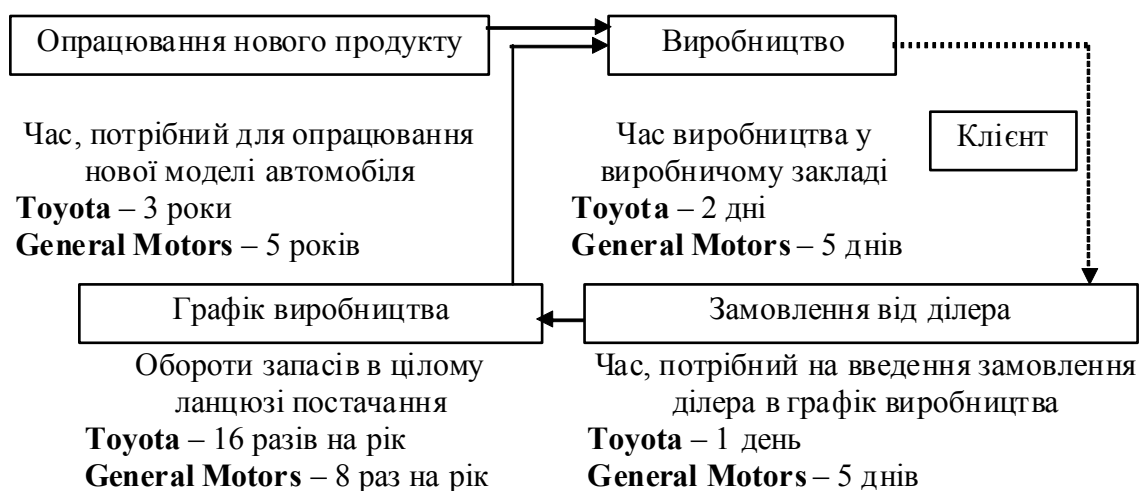 Опрацювання нового продукту
Виробництво
Час, потрібний для опрацювання
нової моделі автомобіля
Toyota – 3 роки
General Motors – 5 років
Час виробництва у
виробничому закладі
Toyota – 2 дні
General Motors – 5 днів
Клієнт
Графік виробництва
Замовлення від ділера
Обороти запасів в цілому
ланцюзі постачання
Toyota – 16 разів на рік
General Motors – 8 раз на рік
Час, потрібний на введення замовлення
ділера в графік виробництва
Toyota – 1 день
General Motors – 5 днів